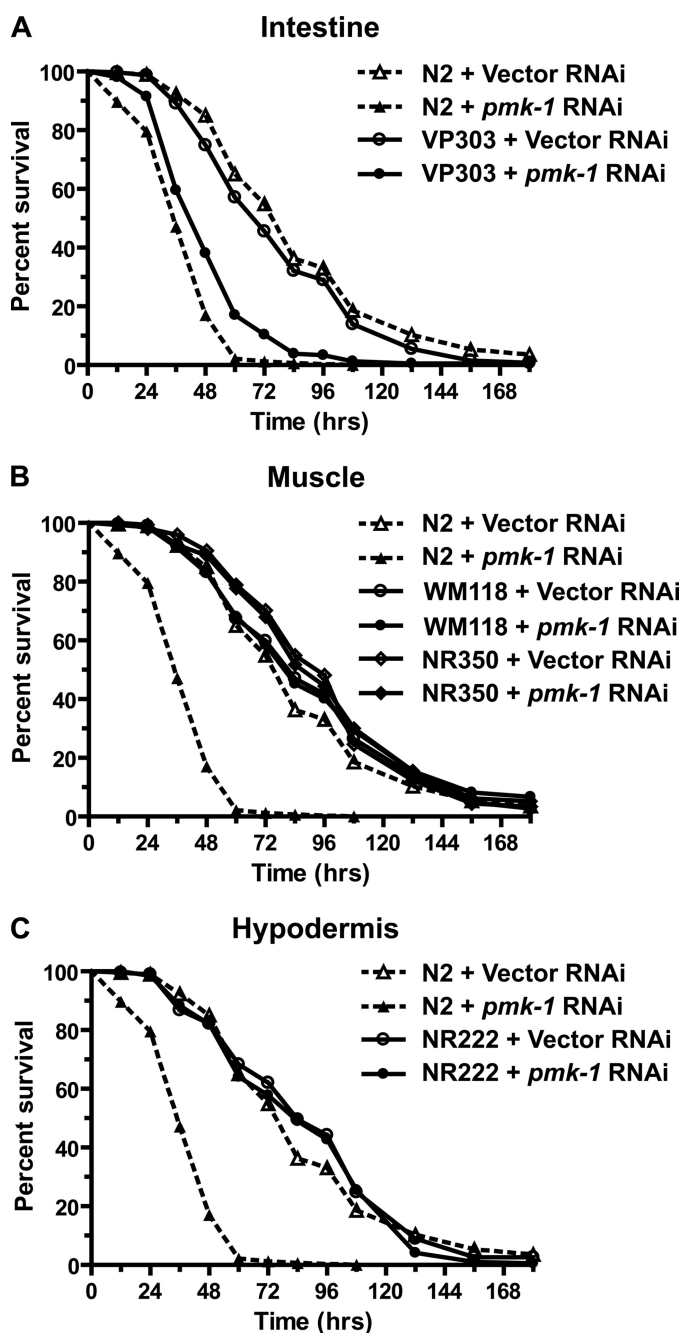 A
Intestine
Percent survival
100
80
60
40
20
0
N2 + Vector RNAi
N2 + pmk-1 RNAi
VP303 + Vector RNAi
VP303 + pmk-1 RNAi
0 24 48 72 96 120 144 168
Time (hrs)
B
Muscle
Percent survival
100
80
60
40
20
0
N2 + Vector RNAi
N2 + pmk-1 RNAi
WM118 + Vector RNAi
WM118 + pmk-1 RNAi
NR350 + Vector RNAi
NR350 + pmk-1 RNAi
0 24 48 72 96 120 144 168
Time (hrs)
C
Hypodermis
Percent survival
100
80
60
40
20
0
N2 + Vector RNAi
N2 + pmk-1 RNAi
NR222 + Vector RNAi
NR222 + pmk-1 RNAi
0 24 48 72 96 120 144 168
Time (hrs)